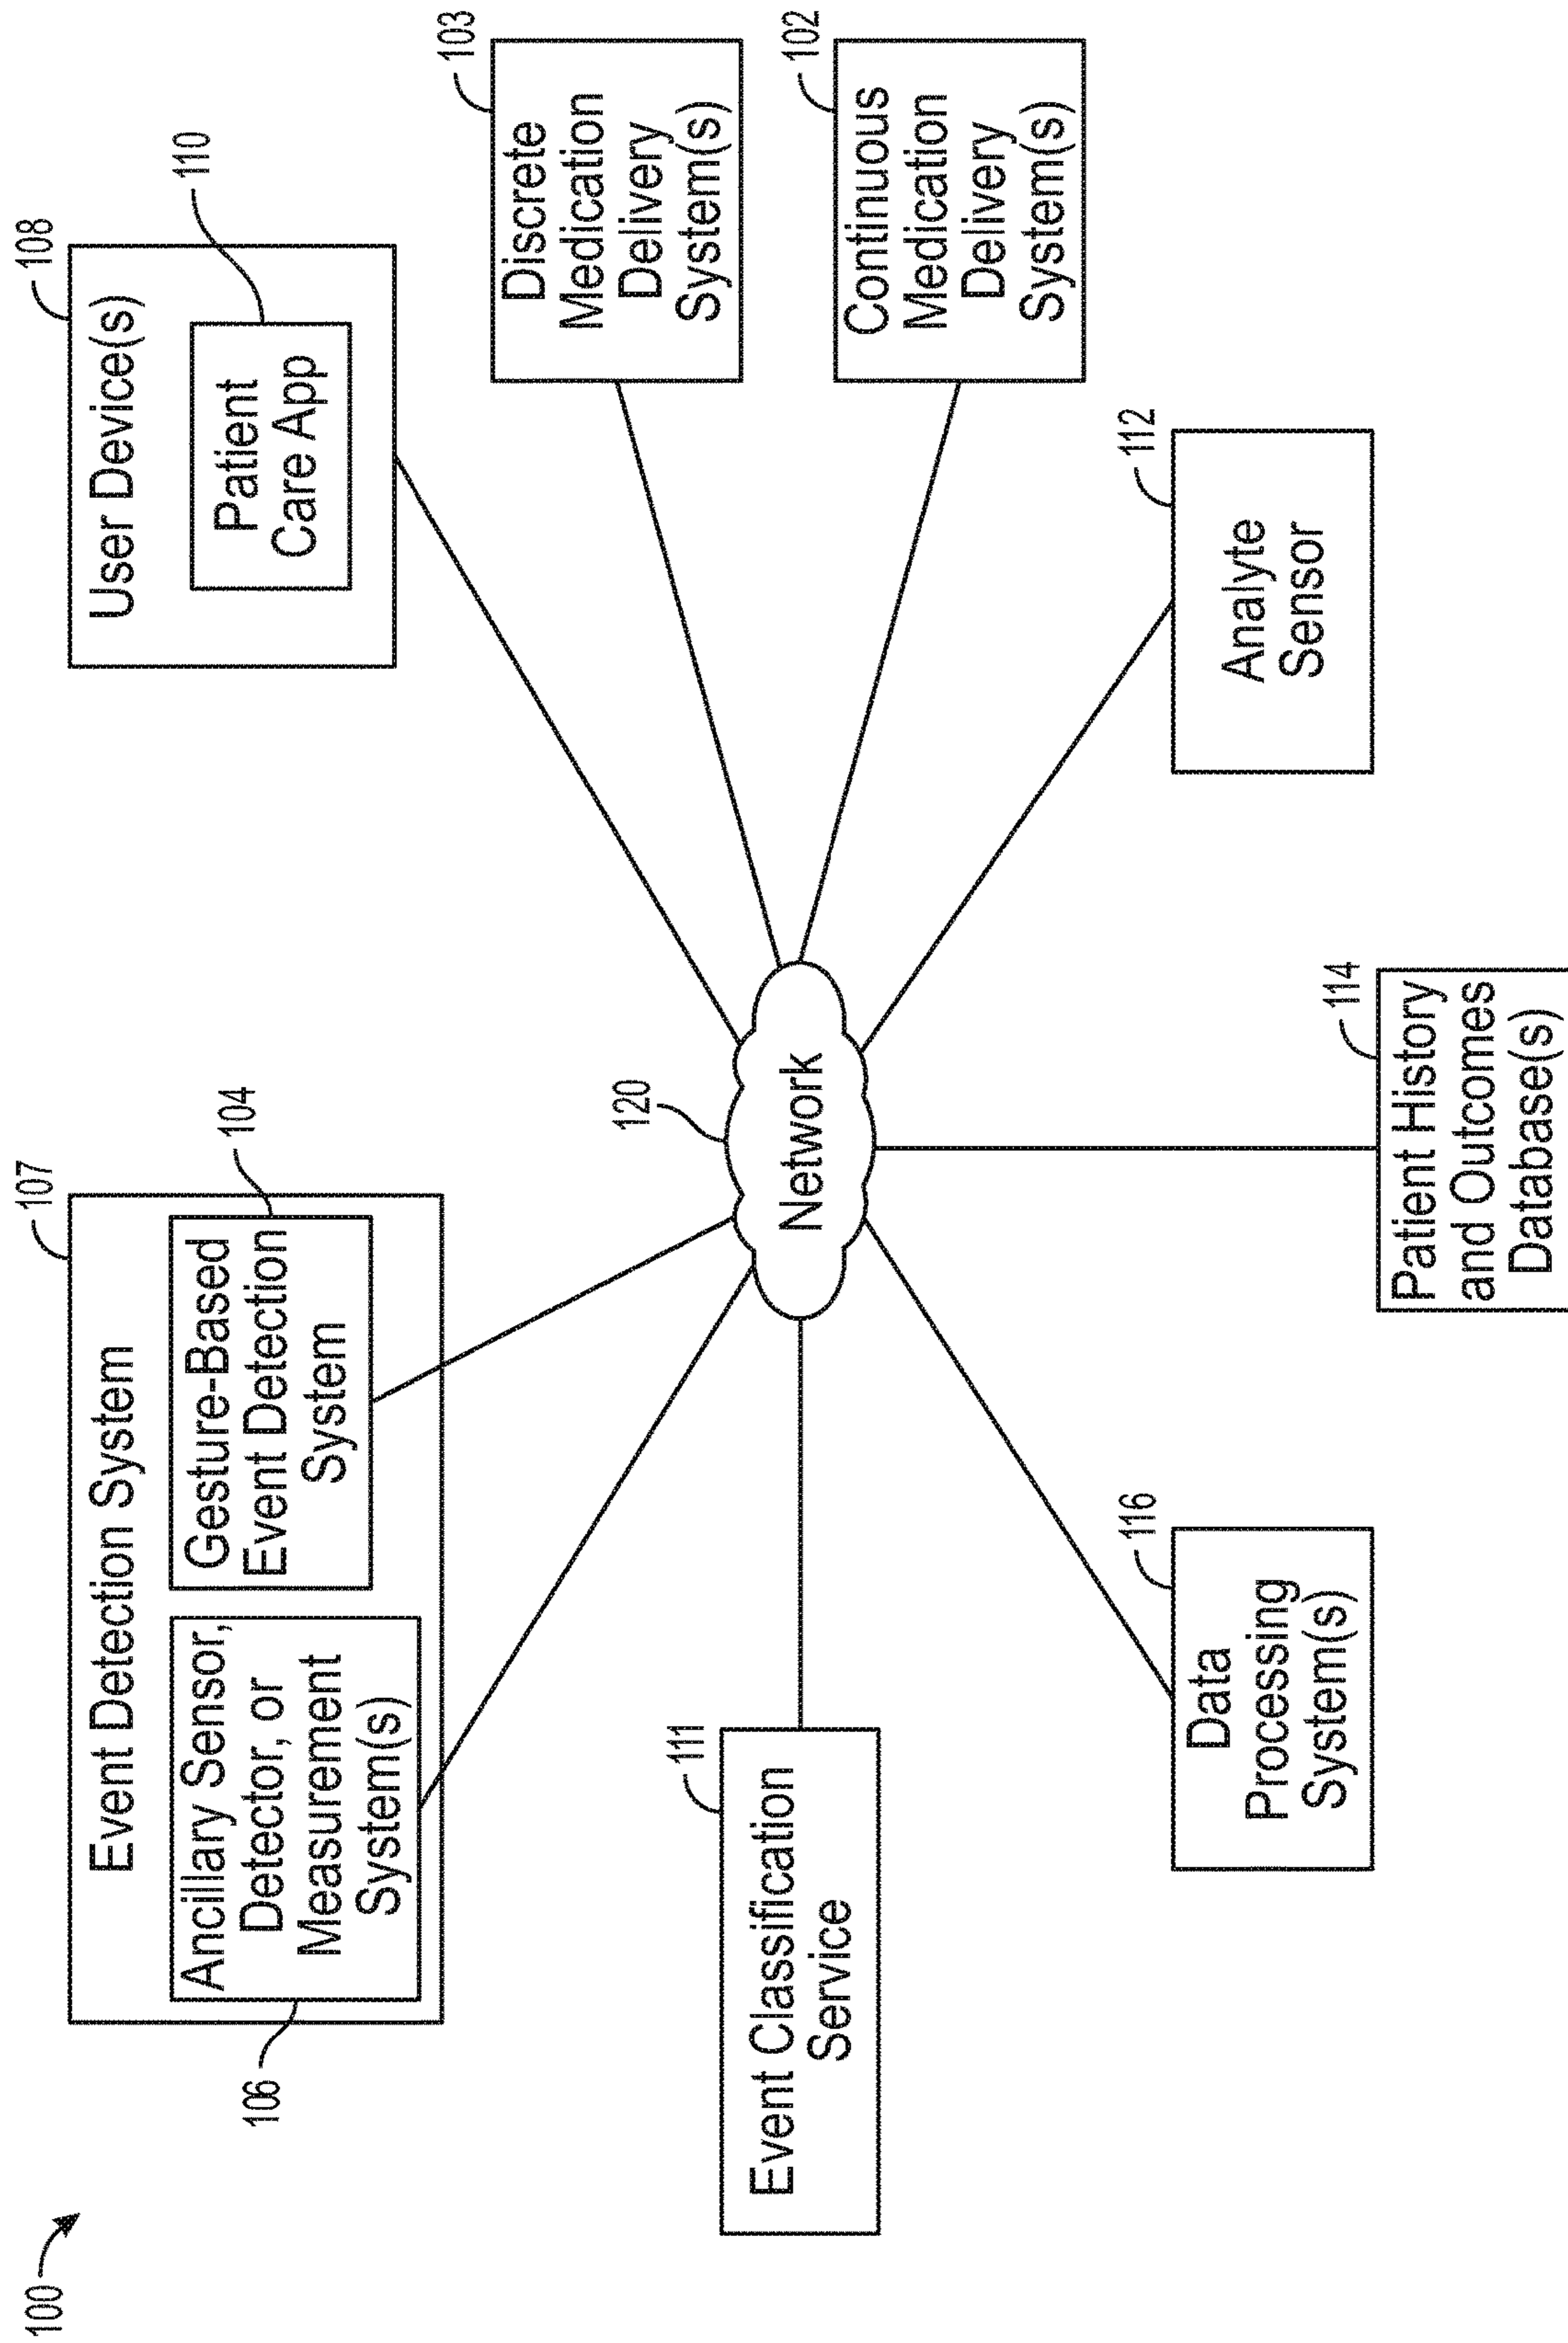 100
107
Event Detection System
106
Ancillary Sensor,
Detector, or
Measurement
System(s)
104
Gesture-Based
Event Detection
System
108
User Device(s)
110
Patient
Care App
103
Discrete
Medication
Delivery
System(s)
120
Network
111
Event Classification
Service
102
Continuous
Medication
Delivery
System(s)
116
Data
Processing
System(s)
114
Patient History
and Outcomes
Database(s)
112
Analyte
Sensor